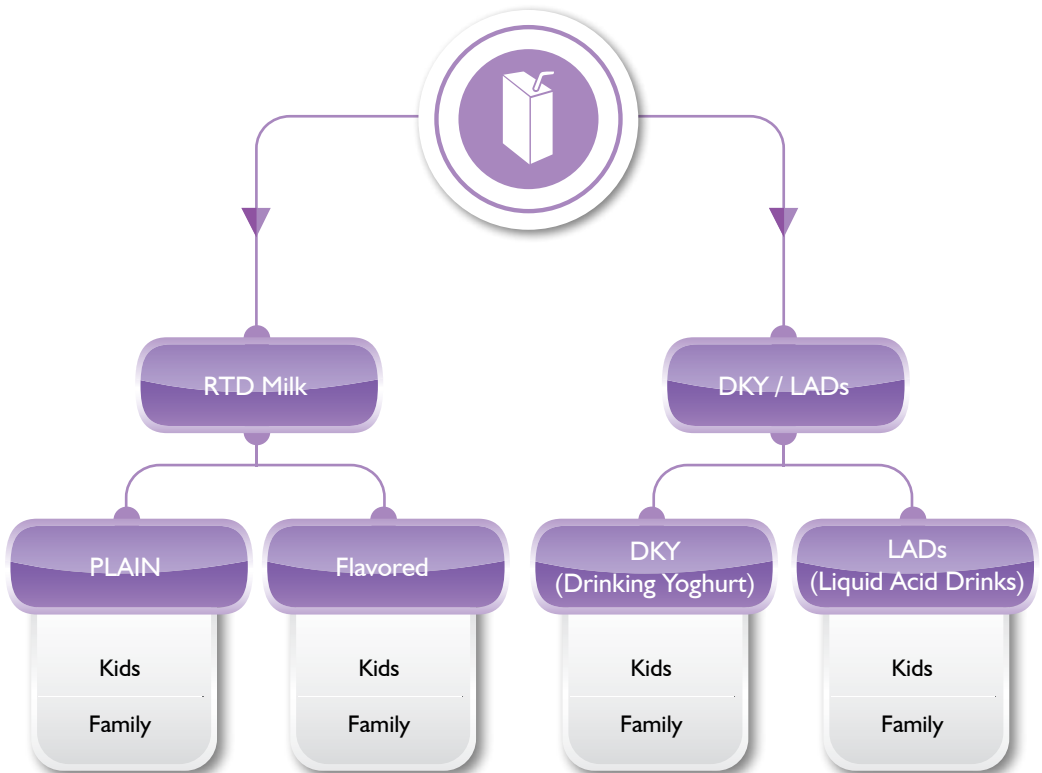 RTD Milk
DKY / LADs
PLAIN
Flavored
DKY
(Drinking Yoghurt)
LADs
(Liquid Acid Drinks)
Kids
Family
Kids
Family
Kids
Family
Kids
Family